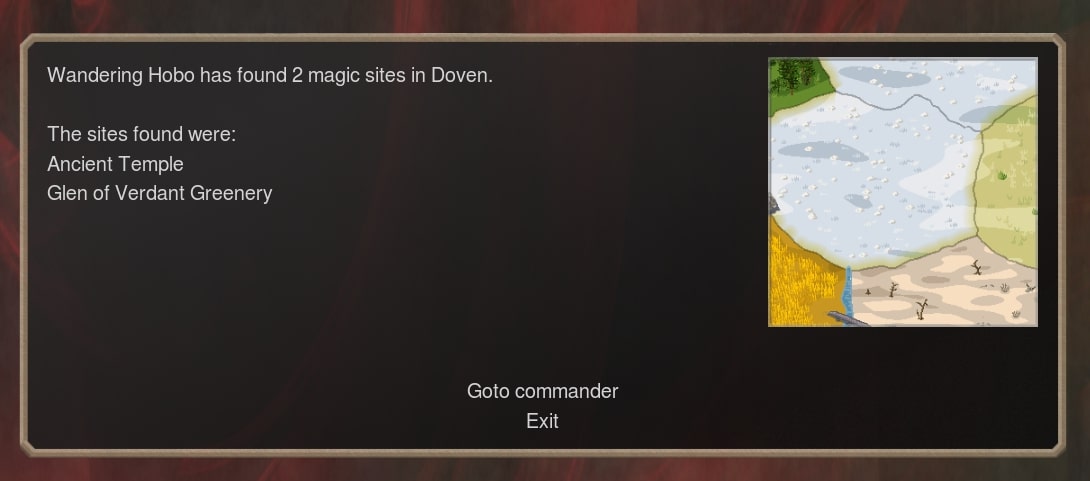 Wandering Hobo has found 2 magic sites in Doven.
The sites found were:
Ancient Temple
Glen of Verdant Greenery
Goto commander
Exit